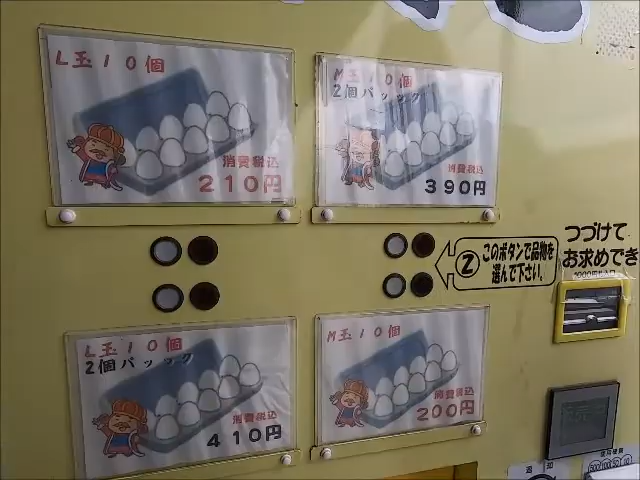 L玉10個
消費税込
210円
M玉10個
2個パック
消費税込
390円
L玉10個
2個パック
消費税込
410円
M玉10個
消費税込
200円
②このボタンで品物を
選んで下さい。
つづけて
お求めでき
返却